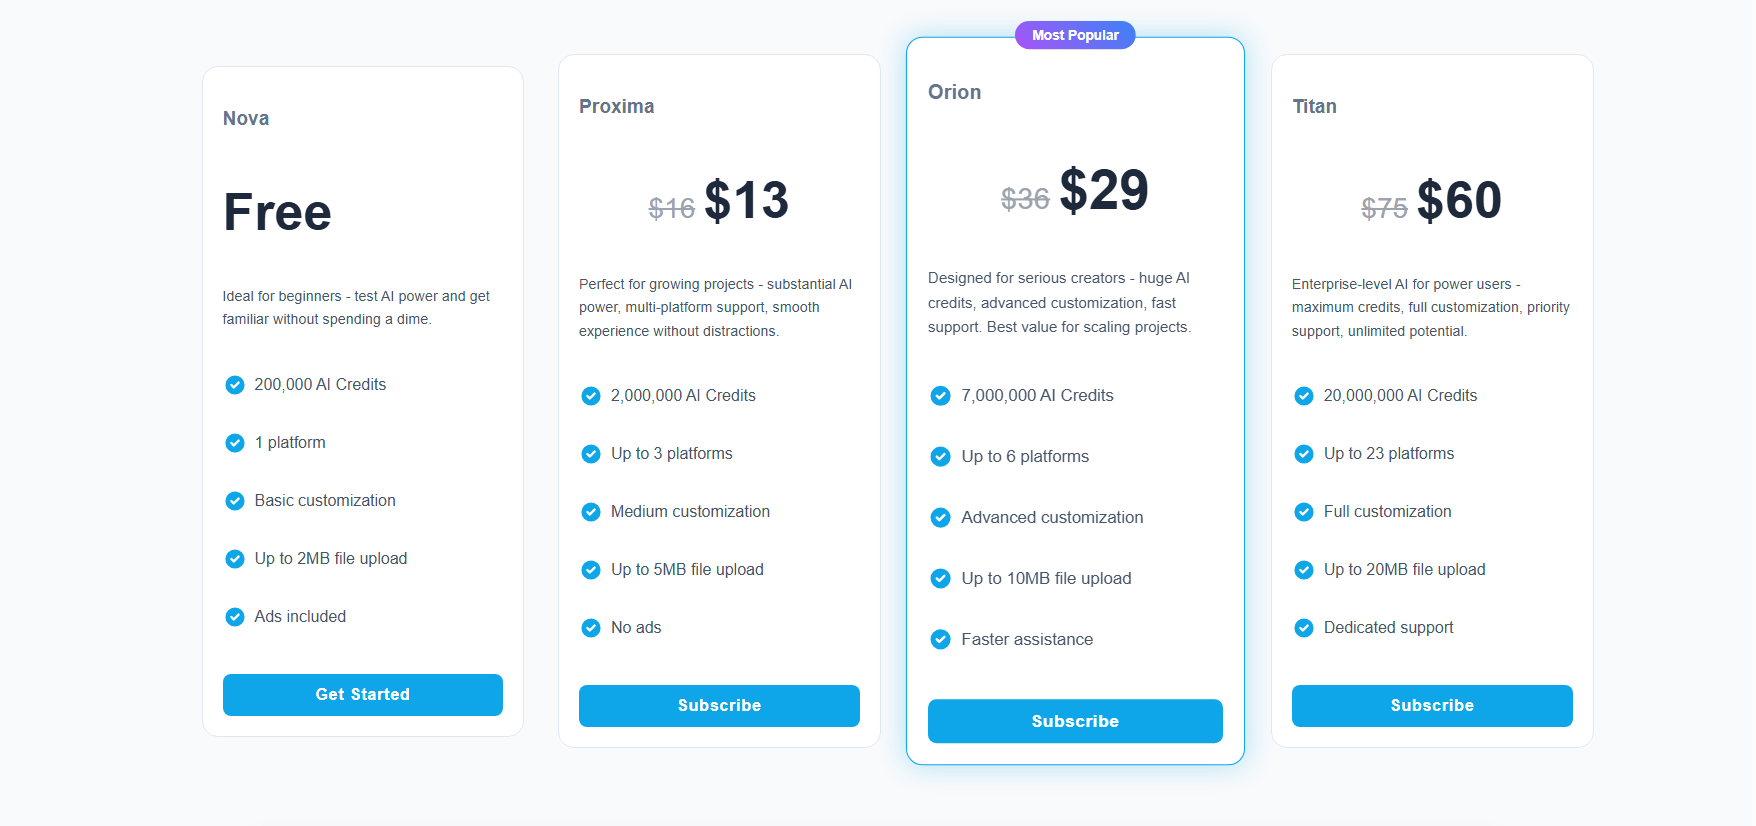 Nova
Free
Ideal for beginners - test AI power and get
familiar without spending a dime.
200,000 AI Credits
1 platform
Basic customization
Up to 2MB file upload
Ads included
Get Started
Proxima
$16 $13
Perfect for growing projects - substantial AI
power, multi-platform support, smooth
experience without distractions.
2,000,000 AI Credits
Up to 3 platforms
Medium customization
Up to 5MB file upload
No ads
Subscribe
Most Popular
Orion
$36 $29
Designed for serious creators - huge AI
credits, advanced customization, fast
support. Best value for scaling projects.
7,000,000 AI Credits
Up to 6 platforms
Advanced customization
Up to 10MB file upload
Faster assistance
Subscribe
Titan
$75 $60
Enterprise-level AI for power users -
maximum credits, full customization, priority
support, unlimited potential.
20,000,000 AI Credits
Up to 23 platforms
Full customization
Up to 20MB file upload
Dedicated support
Subscribe